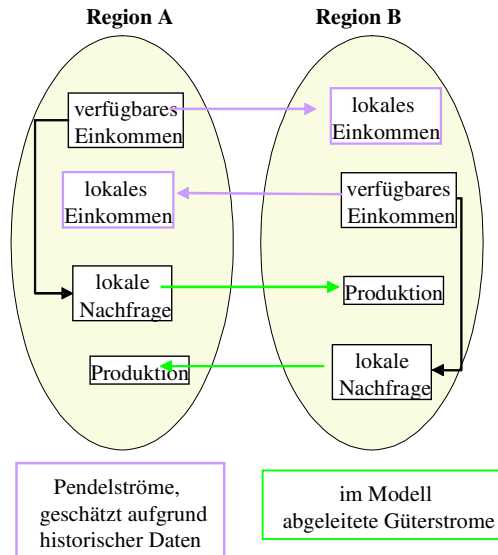 Region A
Region B
verfügbares
Einkommen
lokales
Einkommen
lokales
Einkommen
verfügbares
Einkommen
lokale
Nachfrage
Produktion
Produktion
lokale
Nachfrage
Pendelströme,
geschätzt aufgrund
historischer Daten
im Modell
abgeleitete Güterstrome